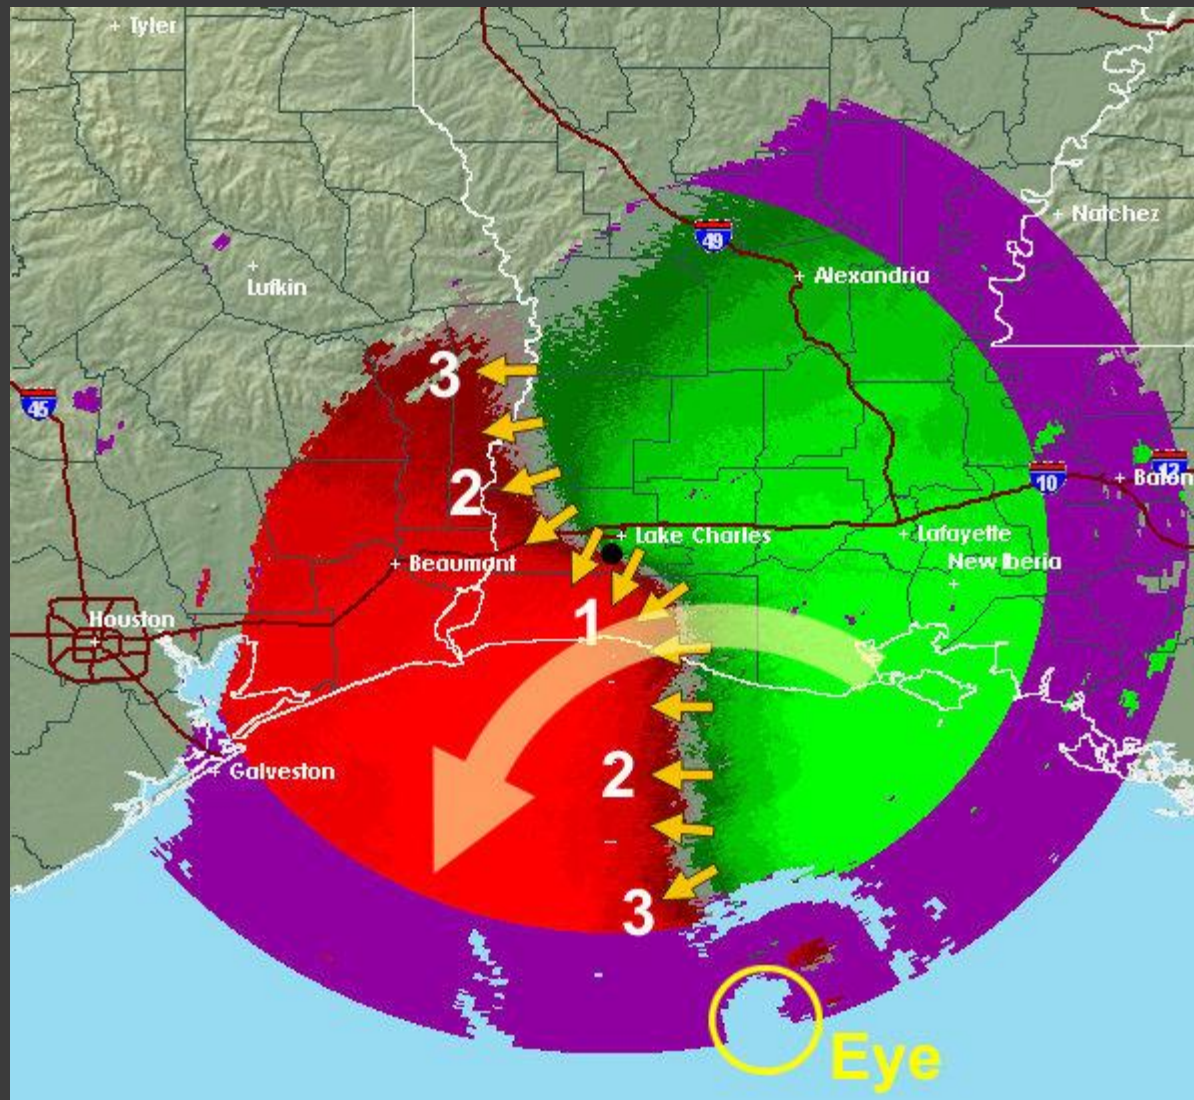 Tyler
Natchez
49
Lufkin
Alexandria
3
45
10
12
Baton
2
Lake Charles
Lafayette
Beaumont
New Iberia
1
Houston
Galveston
2
3
Eye